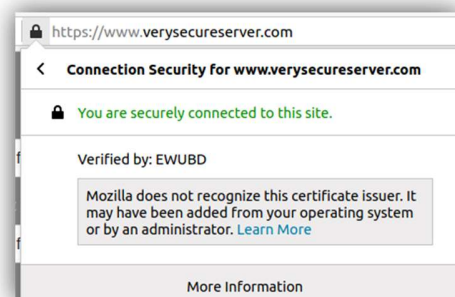 https://www.verysecureserver.com
Connection Security for www.verysecureserver.com
You are securely connected to this site.
Verified by: EWUBD
Mozilla does not recognize this certificate issuer. It
may have been added from your operating system
or by an administrator. Learn More
More Information